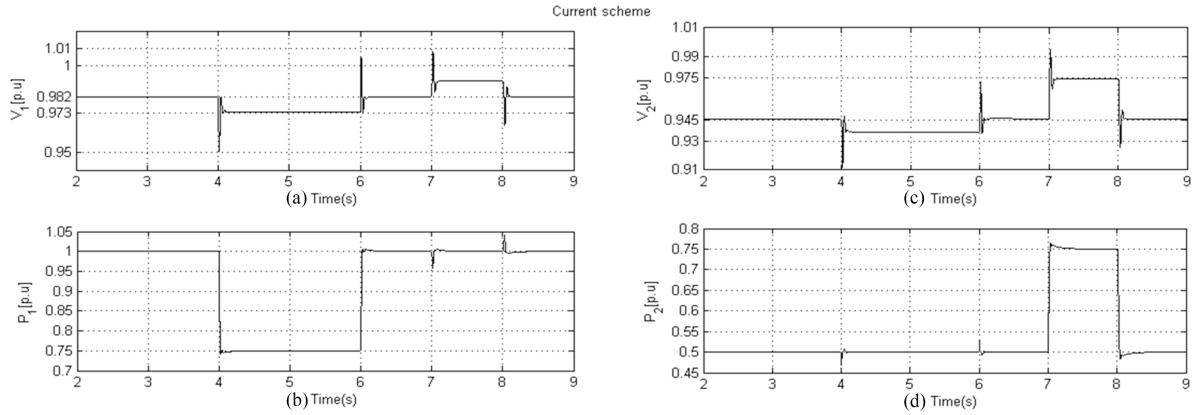 Current scheme
V1[p.u]
1.01
1
0.982
0.973
0.95
2 3 4 5 6 7 8 9
(a) Time(s)
P1[p.u]
1.05
1
0.95
0.9
0.85
0.8
0.75
0.7
2 3 4 5 6 7 8 9
(b) Time(s)
V2[p.u]
1.01
0.99
0.975
0.945
0.93
0.91
2 3 4 5 6 7 8 9
(c) Time(s)
P2[p.u]
0.8
0.75
0.7
0.65
0.6
0.55
0.5
0.45
2 3 4 5 6 7 8 9
(d) Time(s)